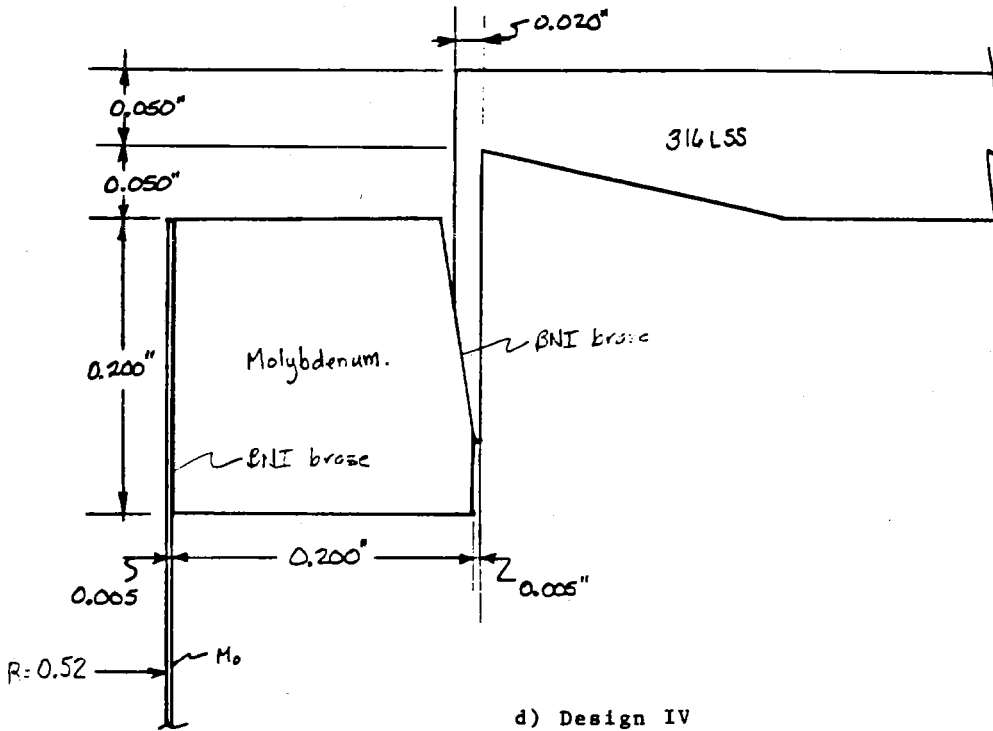 0.020"
0.050"
316LSS
0.050"
0.200"
Molybdenum.
BNI braze
BNI braze
0.200"
0.005
0.005"
R=0.52
Mo
d) Design IV